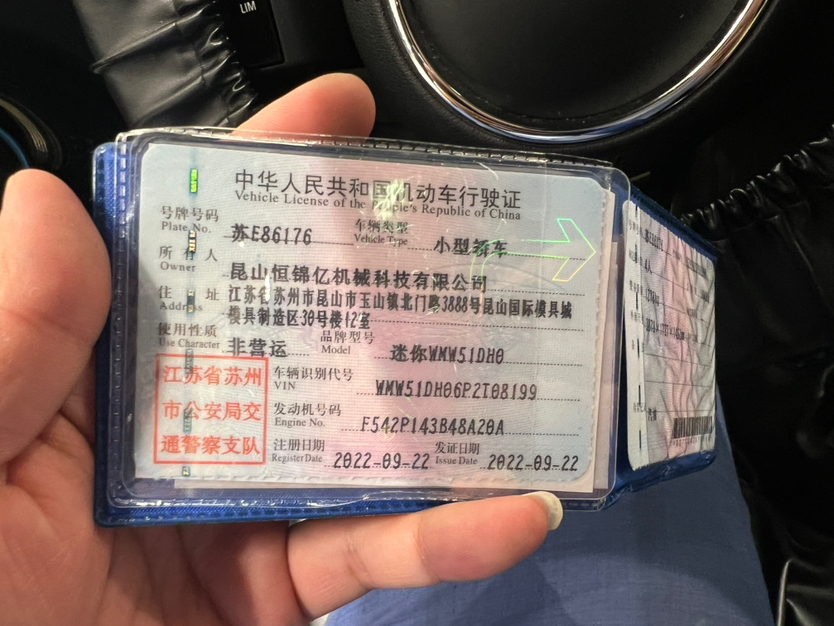 LIM
中华人民共和国机动车行驶证
Vehicle License of the People's Republic of China
号牌号码 苏E86176 车辆类型 小型轿车
Plate No. Vehicle Type
所有人 昆山恒锦亿机械科技有限公司
Owner
住址 江苏省苏州市昆山市玉山镇北门路3888号昆山国际模具城
Address 模具制造区30号楼12室
使用性质 非营运 品牌型号 迷你WMW51DH0
Use Character Model
江苏省苏州
市公安局交
通警察支队
车辆识别代号 WMW51DH06P2T08199
VIN
发动机号码 F542P143B48A20A
Engine No.
注册日期 2022-09-22 发证日期 2022-09-22
Register Date Issue Date